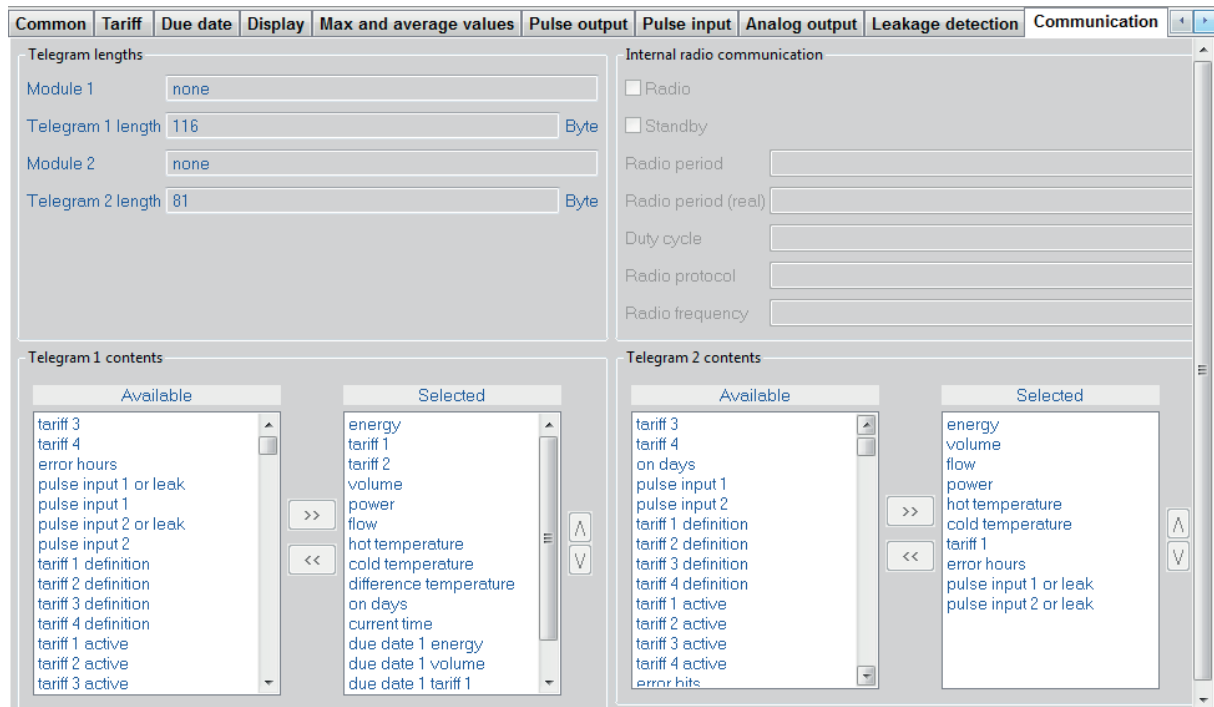 Common Tariff Due date Display Max and average values Pulse output Pulse input Analog output Leakage detection Communication
Telegram lengths
Module 1 none
Telegram 1 length 116 Byte
Module 2 none
Telegram 2 length 81 Byte
Internal radio communication
Radio
Standby
Radio period
Radio period (real)
Duty cycle
Radio protocol
Radio frequency
Telegram 1 contents
Available
tariff 3
tariff 4
error hours
pulse input 1 or leak
pulse input 1
pulse input 2 or leak
pulse input 2
tariff 1 definition
tariff 2 definition
tariff 3 definition
tariff 4 definition
tariff 1 active
tariff 2 active
tariff 3 active
>>
<<
Selected
energy
tariff 1
tariff 2
volume
power
flow
hot temperature
cold temperature
difference temperature
on days
current time
due date 1 energy
due date 1 volume
due date 1 tariff 1
Telegram 2 contents
Available
tariff 3
tariff 4
on days
pulse input 1
pulse input 2
tariff 1 definition
tariff 2 definition
tariff 3 definition
tariff 4 definition
tariff 1 active
tariff 2 active
tariff 3 active
tariff 4 active
error bits
>>
<<
Selected
energy
volume
flow
power
hot temperature
cold temperature
tariff 1
error hours
pulse input 1 or leak
pulse input 2 or leak